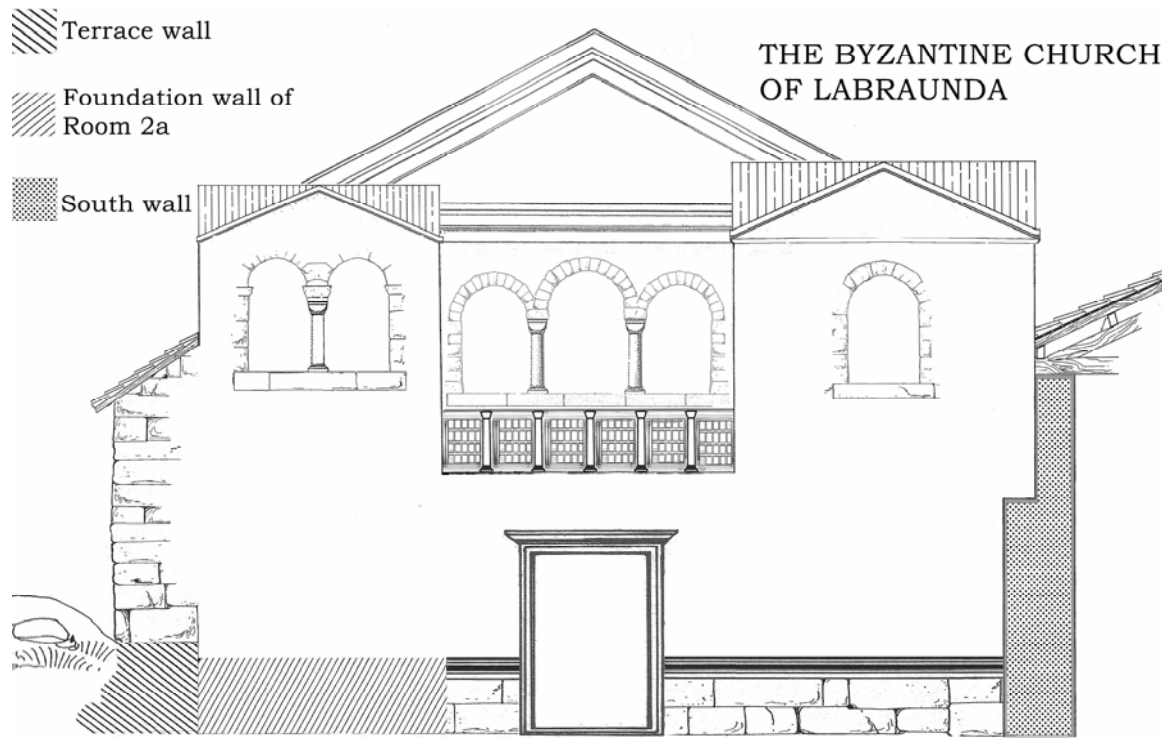 Terrace wall
Foundation wall of
Room 2a
South wall
THE BYZANTINE CHURCH
OF LABRAUNDA